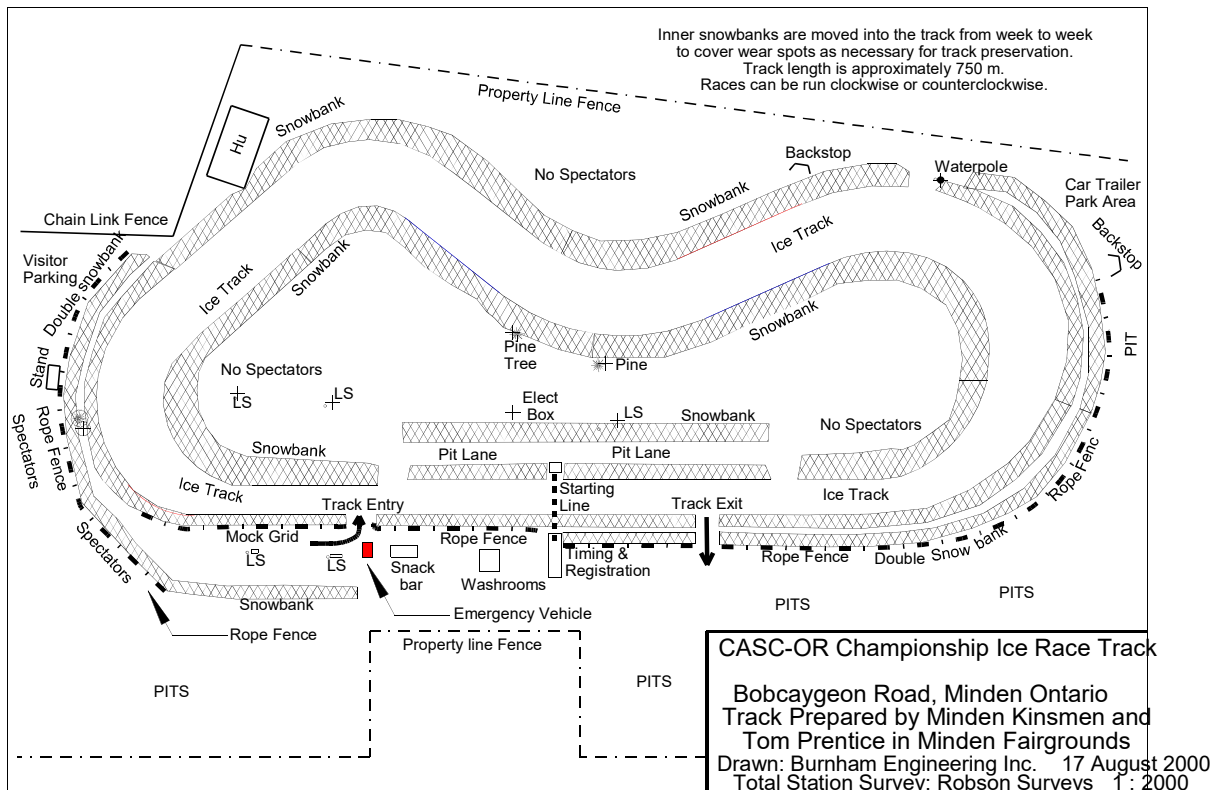 Inner snowbanks are moved into the track from week to week
to cover wear spots as necessary for track preservation.
Track length is approximately 750 m.
Races can be run clockwise or counterclockwise.
Property Line Fence
Snowbank
Hu
No Spectators
Backstop
Waterpole
Car Trailer
Park Area
Snowbank
Chain Link Fence
Ice Track
Backstop
Visitor
Parking
Double snowbank
Ice Track
Snowbank
Snowbank
PIT
Stand
Pine
Tree
Pine
No Spectators
LS
LS
Elect
Box
LS
Snowbank
No Spectators
Rope Fence
Spectators
Snowbank
Pit Lane
Pit Lane
Rope Fenc
Ice Track
Starting
Line
Ice Track
Track Entry
Track Exit
Mock Grid
Rope Fence
Spectators
LS
LS
Snack
bar
Washrooms
Timing &
Registration
Rope Fence
Double
Snow bank
Snowbank
Emergency Vehicle
PITS
PITS
Rope Fence
Property line Fence
PITS
PITS
CASC-OR Championship Ice Race Track
Bobcaygeon Road, Minden Ontario
Track Prepared by Minden Kinsmen and
Tom Prentice in Minden Fairgrounds
Drawn: Burnham Engineering Inc. 17 August 2000
Total Station Survey: Robson Surveys 1 : 2000